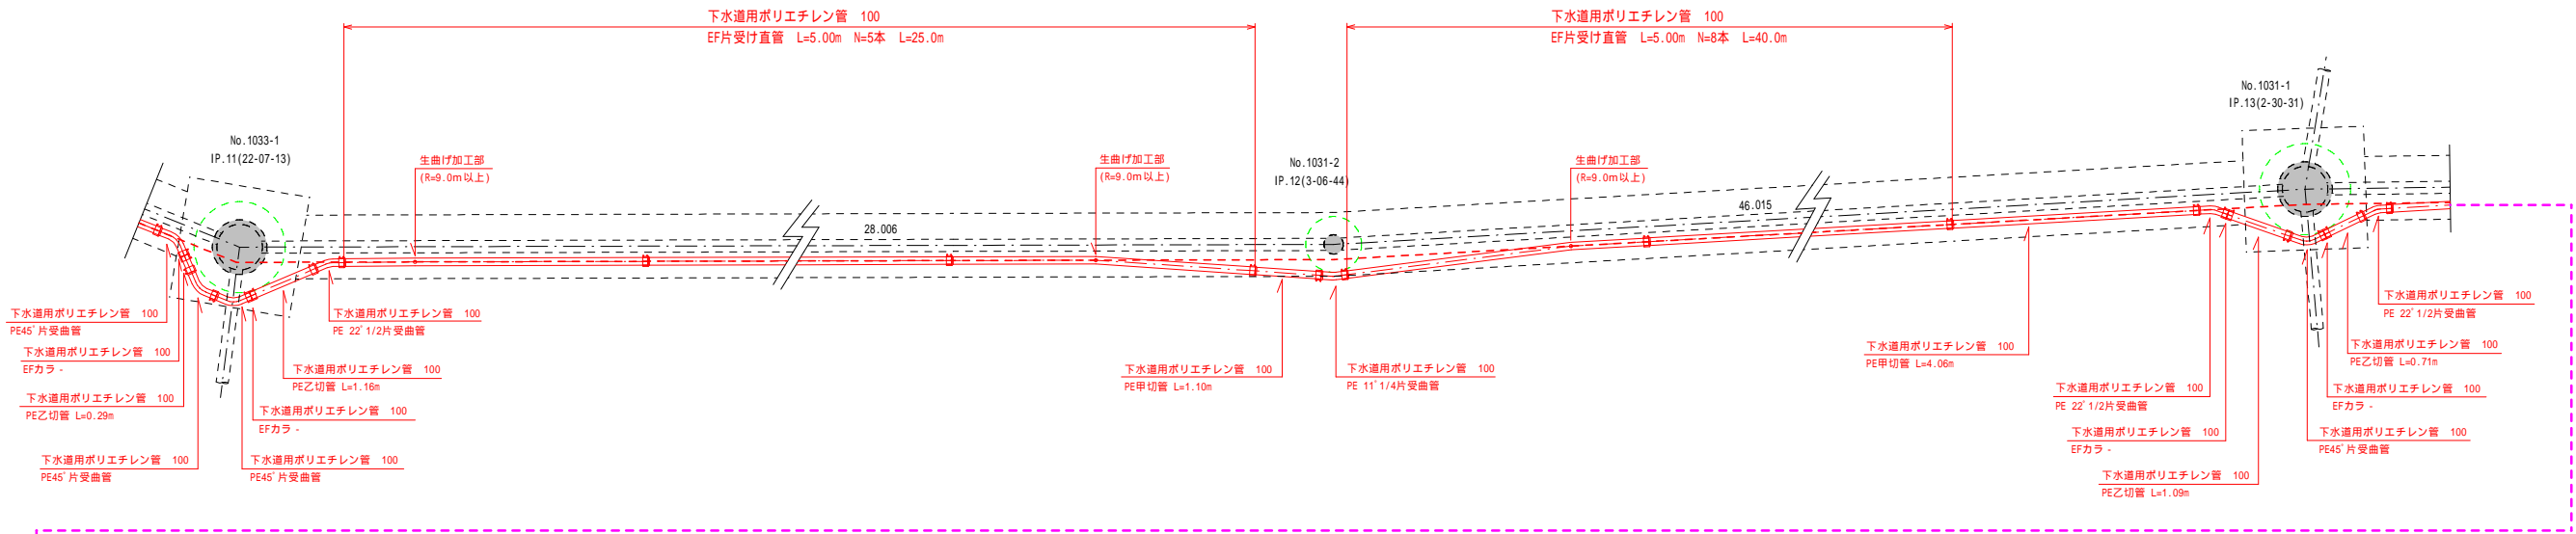 下水道用ポリエチレン管　100
EF片受け直管　L=5.00m　N=5本　L=25.0m
下水道用ポリエチレン管　100
EF片受け直管　L=5.00m　N=8本　L=40.0m
No.1033-1
IP.11(22-07-13)
生曲げ加工部
(R=9.0m以上)
生曲げ加工部
(R=9.0m以上)
No.1031-2
IP.12(3-06-44)
生曲げ加工部
(R=9.0m以上)
No.1031-1
IP.13(2-30-31)
28.006
46.015
下水道用ポリエチレン管　100
PE45ﾟ片受曲管
下水道用ポリエチレン管　100
EFカラ -
下水道用ポリエチレン管　100
PE乙切管 L=0.29m
下水道用ポリエチレン管　100
PE45ﾟ片受曲管
下水道用ポリエチレン管　100
PE 22ﾟ1/2片受曲管
下水道用ポリエチレン管　100
PE乙切管 L=1.16m
下水道用ポリエチレン管　100
EFカラ -
下水道用ポリエチレン管　100
PE45ﾟ片受曲管
下水道用ポリエチレン管　100
PE甲切管 L=1.10m
下水道用ポリエチレン管　100
PE 11ﾟ1/4片受曲管
下水道用ポリエチレン管　100
PE甲切管 L=4.06m
下水道用ポリエチレン管　100
PE 22ﾟ1/2片受曲管
下水道用ポリエチレン管　100
EFカラ -
下水道用ポリエチレン管　100
PE乙切管 L=1.09m
下水道用ポリエチレン管　100
PE 22ﾟ1/2片受曲管
下水道用ポリエチレン管　100
PE乙切管 L=0.71m
下水道用ポリエチレン管　100
EFカラ -
下水道用ポリエチレン管　100
PE45ﾟ片受曲管